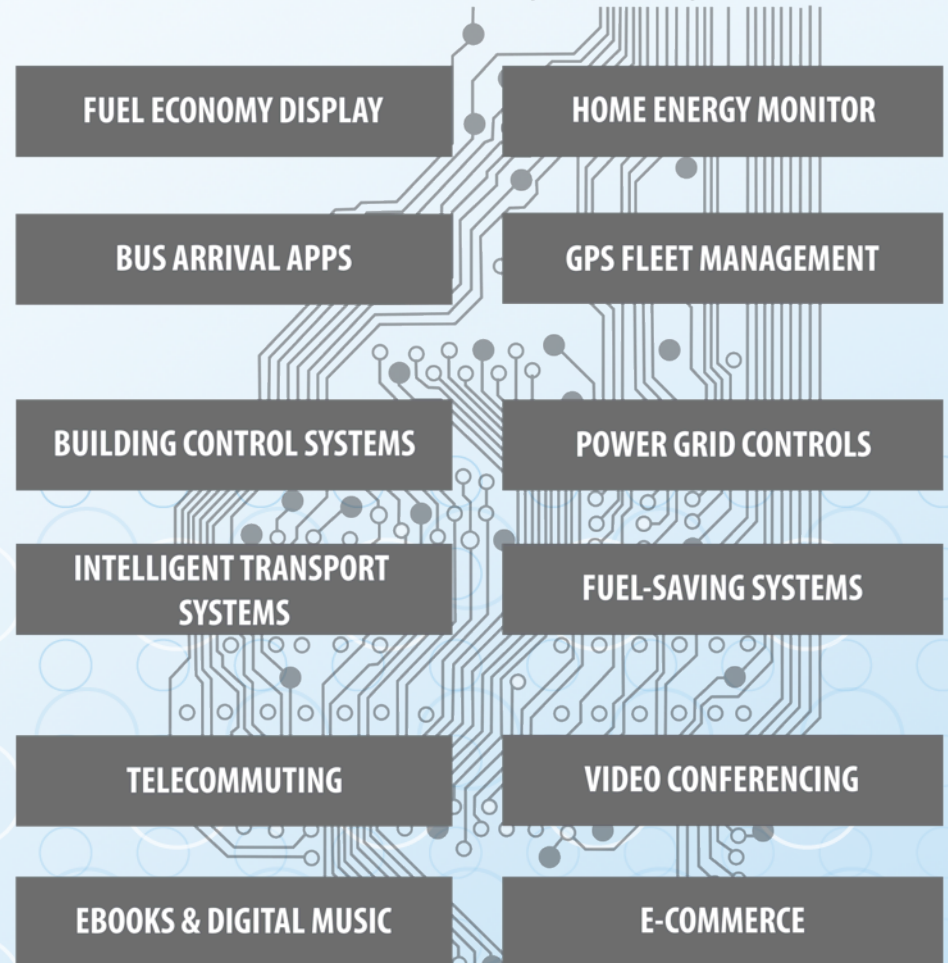 FUEL ECONOMY DISPLAY
HOME ENERGY MONITOR
BUS ARRIVAL APPS
GPS FLEET MANAGEMENT
BUILDING CONTROL SYSTEMS
POWER GRID CONTROLS
INTELLIGENT TRANSPORT
SYSTEMS
FUEL-SAVING SYSTEMS
TELECOMMUTING
VIDEO CONFERENCING
EBOOKS & DIGITAL MUSIC
E-COMMERCE